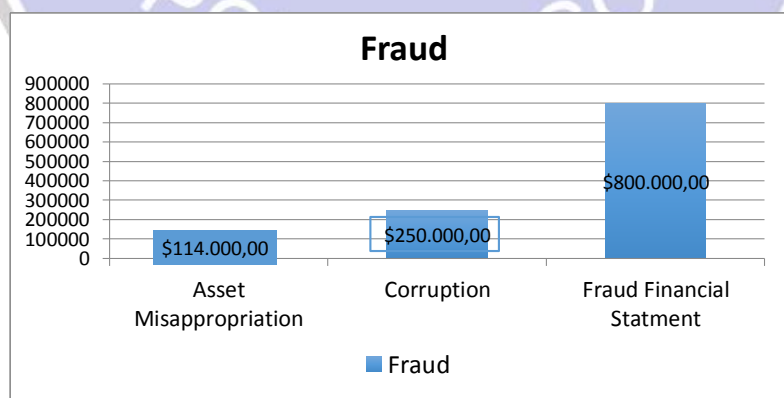 Fraud
900000
800000
700000
600000
500000
400000
300000
200000
100000
0
$114.000,00
$250.000,00
$800.000,00
Asset
Misappropriation
Corruption
Fraud Financial
Statment
Fraud